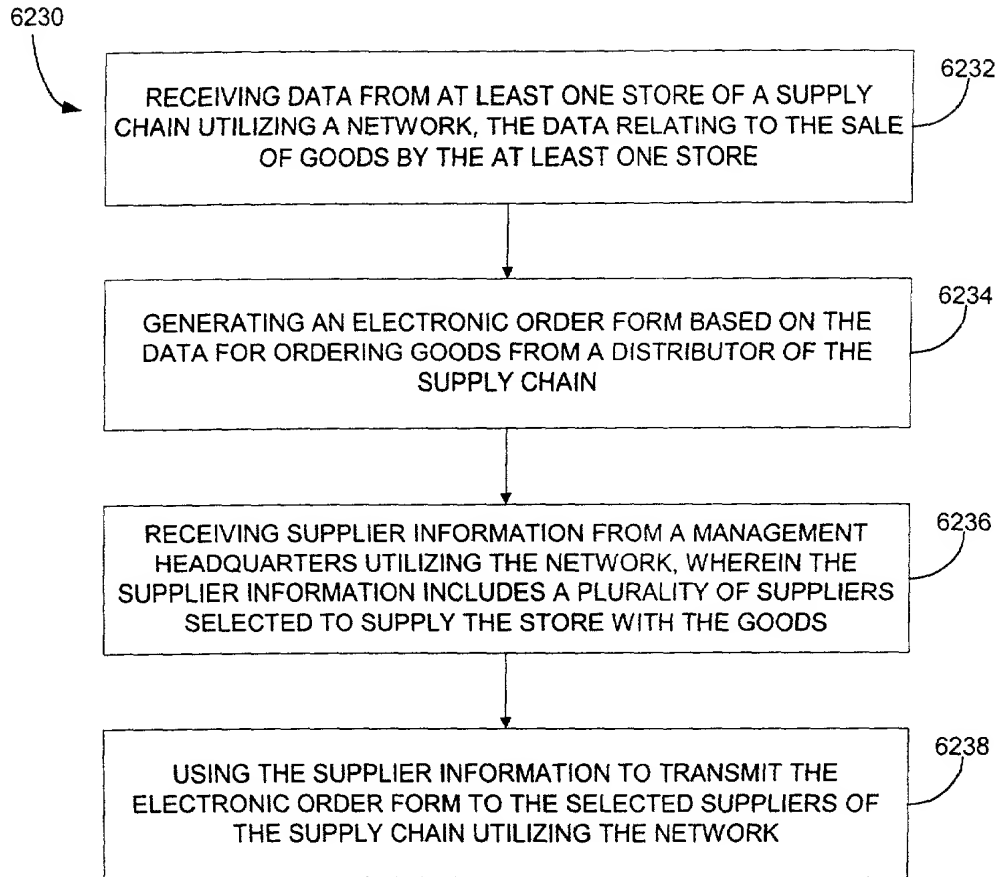 6230
6232
RECEIVING DATA FROM AT LEAST ONE STORE OF A SUPPLY
CHAIN UTILIZING A NETWORK, THE DATA RELATING TO THE SALE
OF GOODS BY THE AT LEAST ONE STORE
6234
GENERATING AN ELECTRONIC ORDER FORM BASED ON THE
DATA FOR ORDERING GOODS FROM A DISTRIBUTOR OF THE
SUPPLY CHAIN
6236
RECEIVING SUPPLIER INFORMATION FROM A MANAGEMENT
HEADQUARTERS UTILIZING THE NETWORK, WHEREIN THE
SUPPLIER INFORMATION INCLUDES A PLURALITY OF SUPPLIERS
SELECTED TO SUPPLY THE STORE WITH THE GOODS
6238
USING THE SUPPLIER INFORMATION TO TRANSMIT THE
ELECTRONIC ORDER FORM TO THE SELECTED SUPPLIERS OF
THE SUPPLY CHAIN UTILIZING THE NETWORK